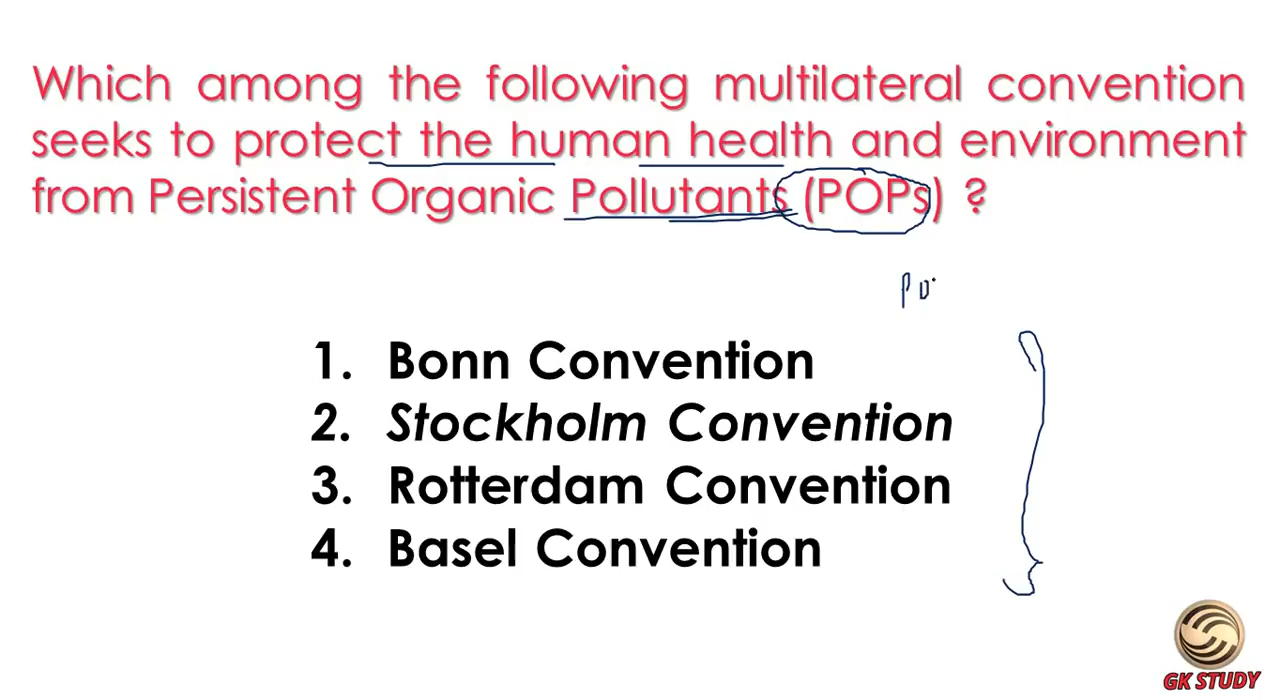 Which among the following multilateral convention
seeks to protect the human health and environment
from Persistent Organic Pollutants (POPs) ?
1. Bonn Convention
2. Stockholm Convention
3. Rotterdam Convention
4. Basel Convention
GK STUDY